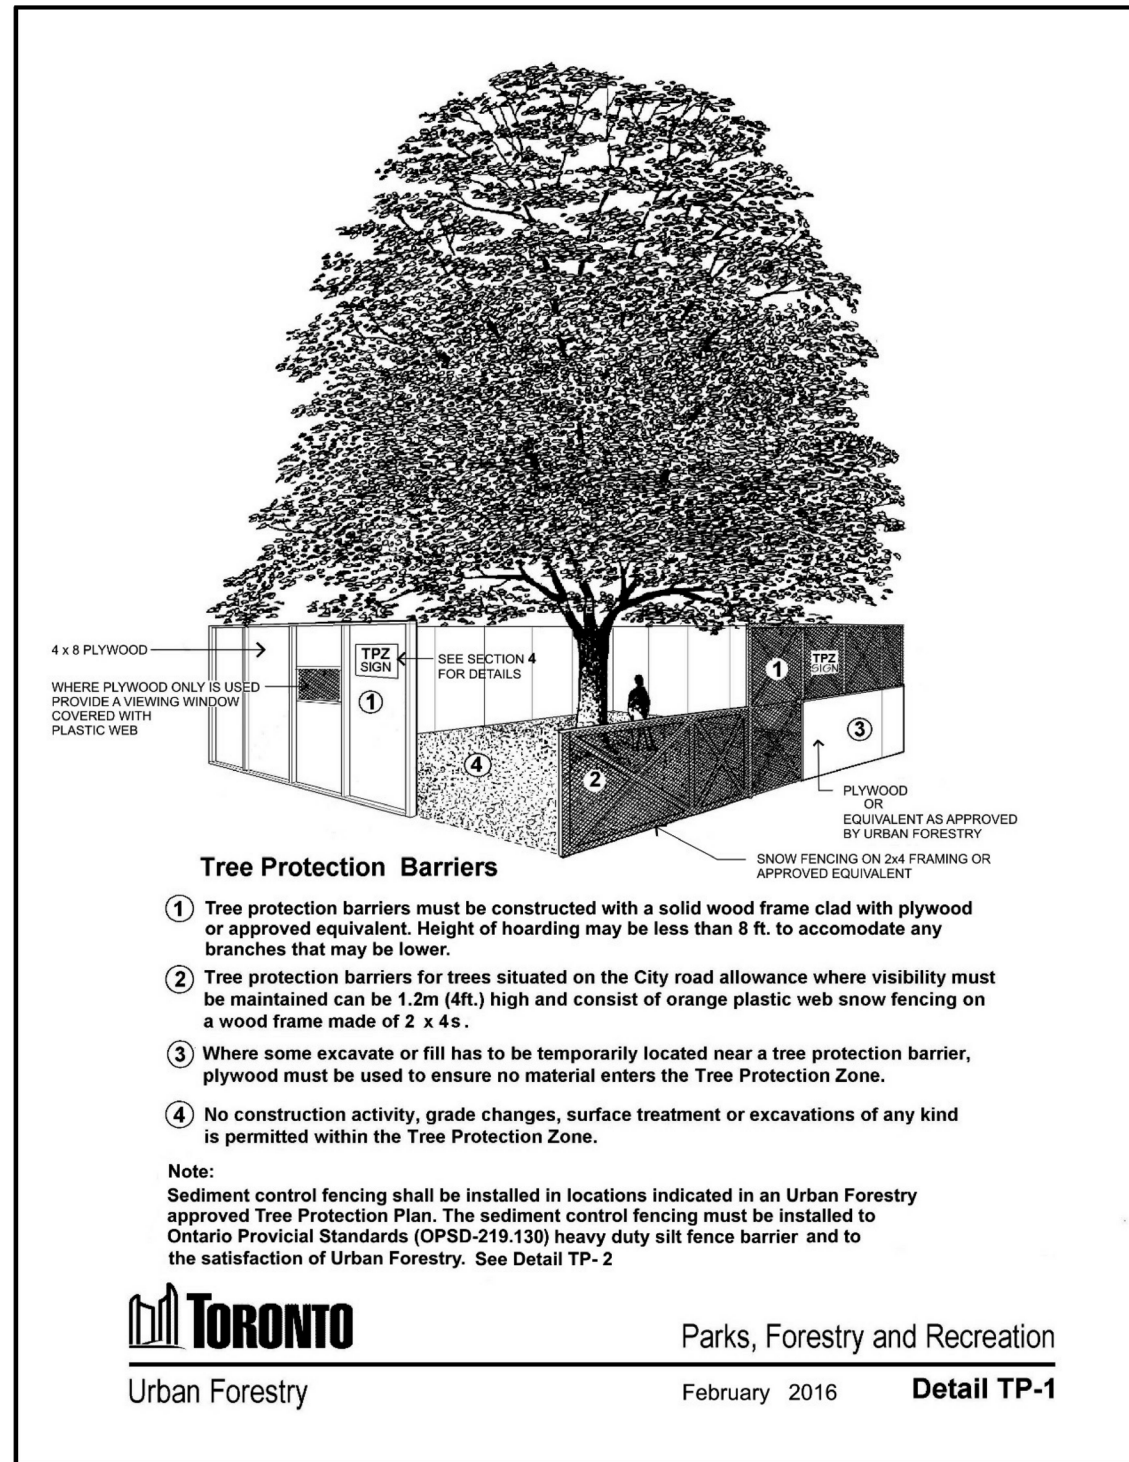 4 x 8 PLYWOOD
WHERE PLYWOOD ONLY IS USED
PROVIDE A VIEWING WINDOW
COVERED WITH
PLASTIC WEB
TPZ
SIGN
1
SEE SECTION 4
FOR DETAILS
4
2
1
TPZ
SIGN
3
PLYWOOD
OR
EQUIVALENT AS APPROVED
BY URBAN FORESTRY
SNOW FENCING ON 2x4 FRAMING OR
APPROVED EQUIVALENT
Tree Protection Barriers
1 Tree protection barriers must be constructed with a solid wood frame clad with plywood
or approved equivalent. Height of hoarding may be less than 8 ft. to accomodate any
branches that may be lower.
2 Tree protection barriers for trees situated on the City road allowance where visibility must
be maintained can be 1.2m (4ft.) high and consist of orange plastic web snow fencing on
a wood frame made of 2 x 4s.
3 Where some excavate or fill has to be temporarily located near a tree protection barrier,
plywood must be used to ensure no material enters the Tree Protection Zone.
4 No construction activity, grade changes, surface treatment or excavations of any kind
is permitted within the Tree Protection Zone.
Note:
Sediment control fencing shall be installed in locations indicated in an Urban Forestry
approved Tree Protection Plan. The sediment control fencing must be installed to
Ontario Provicial Standards (OPSD-219.130) heavy duty silt fence barrier and to
the satisfaction of Urban Forestry. See Detail TP-2
TORONTO
Parks, Forestry and Recreation
Urban Forestry
February 2016
Detail TP-1